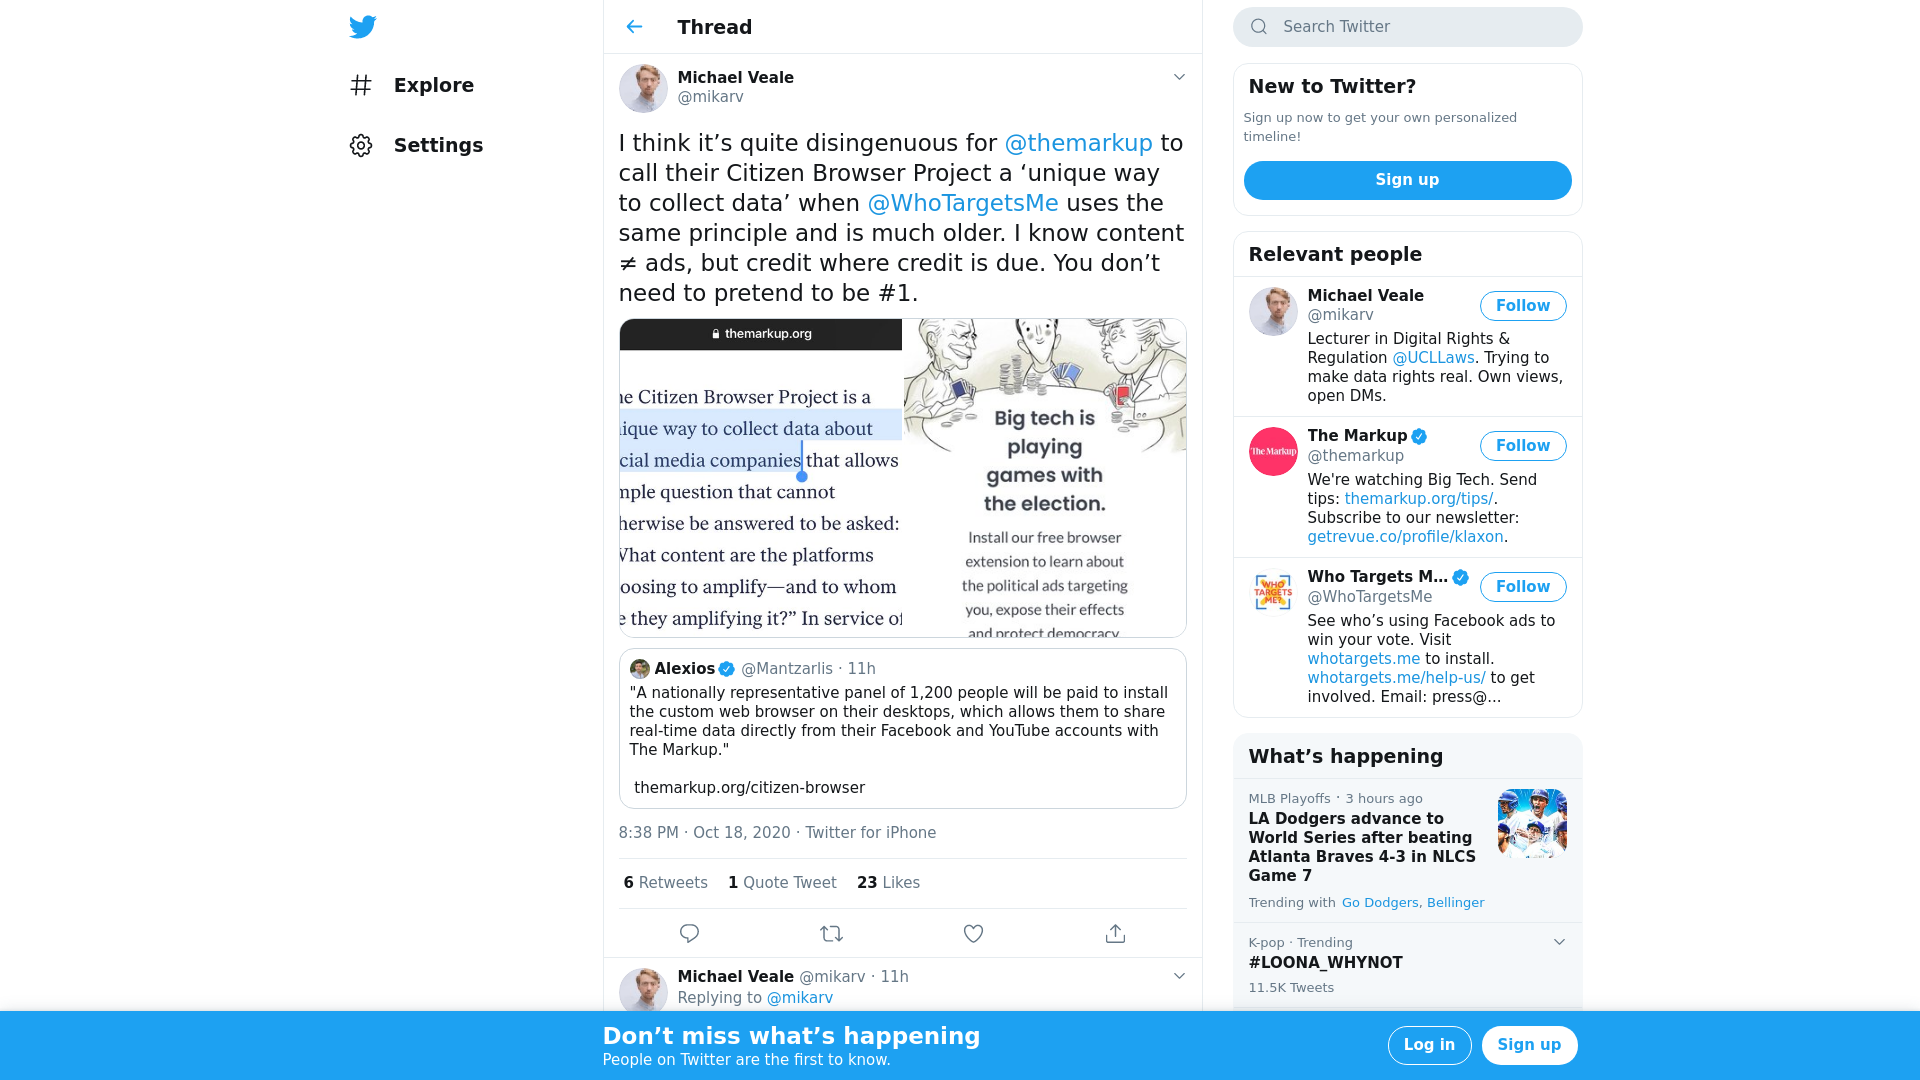 Thread
Search Twitter
Explore
Settings
Michael Veale
@mikarv
I think it’s quite disingenuous for @themarkup to
call their Citizen Browser Project a ‘unique way
to collect data’ when @WhoTargetsMe uses the
same principle and is much older. I know content
≠ ads, but credit where credit is due. You don’t
need to pretend to be #1.
themarkup.org
Citizen Browser Project is a
way to collect data about
media companies that allows
question that cannot
be answered to be asked:
content are the platforms
to amplify—and to whom
they amplifying it?” In service of
Big tech is
playing
games with
the election.
Install our free browser
extension to learn about
the political ads targeting
you, expose their effects
and protect democracy
Alexios @Mantzarlis · 11h
"A nationally representative panel of 1,200 people will be paid to install
the custom web browser on their desktops, which allows them to share
real-time data directly from their Facebook and YouTube accounts with
The Markup."
themarkup.org/citizen-browser
8:38 PM · Oct 18, 2020 · Twitter for iPhone
6 Retweets 1 Quote Tweet 23 Likes
Michael Veale @mikarv · 11h
Replying to @mikarv
New to Twitter?
Sign up now to get your own personalized
timeline!
Sign up
Relevant people
Michael Veale
@mikarv
Follow
Lecturer in Digital Rights &
Regulation @UCLLaws. Trying to
make data rights real. Own views,
open DMs.
The Markup
The Markup
@themarkup
Follow
We're watching Big Tech. Send
tips: themarkup.org/tips/.
Subscribe to our newsletter:
getrevue.co/profile/klaxon.
WHO
TARGETS
ME?
Who Targets M...
@WhoTargetsMe
Follow
See who’s using Facebook ads to
win your vote. Visit
whotargets.me to install.
whotargets.me/help-us/ to get
involved. Email: press@...
What’s happening
MLB Playoffs · 3 hours ago
LA Dodgers advance to
World Series after beating
Atlanta Braves 4-3 in NLCS
Game 7
Trending with Go Dodgers, Bellinger
K-pop · Trending
#LOONA_WHYNOT
11.5K Tweets
Don’t miss what’s happening
People on Twitter are the first to know.
Log in
Sign up